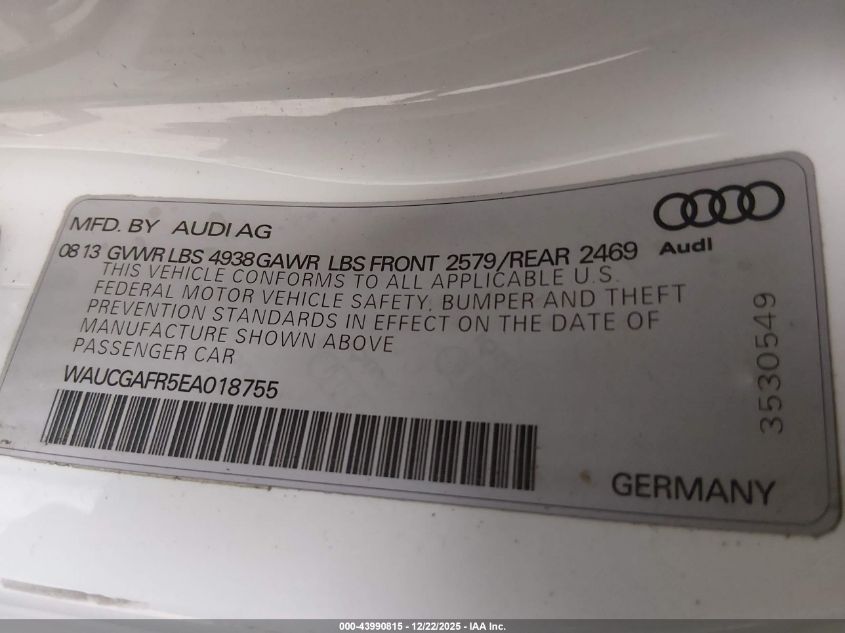 MFD. BY AUDI AG
08 13 GVWR LBS 4938 GAWR LBS FRONT 2579/REAR 2469
Audi
THIS VEHICLE CONFORMS TO ALL APPLICABLE U.S.
FEDERAL MOTOR VEHICLE SAFETY, BUMPER AND THEFT
PREVENTION STANDARDS IN EFFECT ON THE DATE OF
MANUFACTURE SHOWN ABOVE
PASSENGER CAR
WAUCGAFR5EA018755
3530549
GERMANY
000-43990815 - 12/22/2025 - IAA Inc.